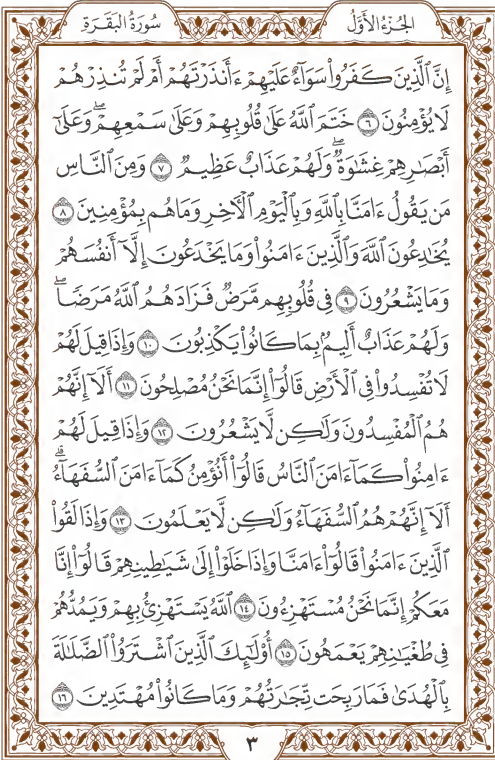 الجُزْءُ الأَوَّلُ
سُورَةُ البَقَرَةِ
إِنَّ ٱلَّذِينَ كَفَرُوا۟ سَوَآءٌ عَلَيْهِمْ ءَأَنذَرْتَهُمْ أَمْ لَمْ تُنذِرْهُمْ
لَا يُؤْمِنُونَ ٦ خَتَمَ ٱللَّهُ عَلَىٰ قُلُوبِهِمْ وَعَلَىٰ سَمْعِهِمْ ۖ وَعَلَىٰٓ
أَبْصَٰرِهِمْ غِشَٰوَةٌ ۖ وَلَهُمْ عَذَابٌ عَظِيمٌ ٧ وَمِنَ ٱلنَّاسِ
مَن يَقُولُ ءَامَنَّا بِٱللَّهِ وَبِٱلْيَوْمِ ٱلْـَٔاخِرِ وَمَا هُم بِمُؤْمِنِينَ ٨
يُخَٰدِعُونَ ٱللَّهَ وَٱلَّذِينَ ءَامَنُوا۟ وَمَا يَخْدَعُونَ إِلَّآ أَنفُسَهُمْ
وَمَا يَشْعُرُونَ ٩ فِى قُلُوبِهِم مَّرَضٌ فَزَادَهُمُ ٱللَّهُ مَرَضًا ۖ
وَلَهُمْ عَذَابٌ أَلِيمٌۢ بِمَا كَانُوا۟ يَكْذِبُونَ ١٠ وَإِذَا قِيلَ لَهُمْ
لَا تُفْسِدُوا۟ فِى ٱلْأَرْضِ قَالُوٓا۟ إِنَّمَا نَحْنُ مُصْلِحُونَ ١١ أَلَآ إِنَّهُمْ
هُمُ ٱلْمُفْسِدُونَ وَلَٰكِن لَّا يَشْعُرُونَ ١٢ وَإِذَا قِيلَ لَهُمْ
ءَامِنُوا۟ كَمَآ ءَامَنَ ٱلنَّاسُ قَالُوٓا۟ أَنُؤْمِنُ كَمَآ ءَامَنَ ٱلسُّفَهَآءُ ۗ
أَلَآ إِنَّهُمْ هُمُ ٱلسُّفَهَآءُ وَلَٰكِن لَّا يَعْلَمُونَ ١٣ وَإِذَا لَقُوا۟
ٱلَّذِينَ ءَامَنُوا۟ قَالُوٓا۟ ءَامَنَّا وَإِذَا خَلَوْا۟ إِلَىٰ شَيَٰطِينِهِمْ قَالُوٓا۟ إِنَّا
مَعَكُمْ إِنَّمَا نَحْنُ مُسْتَهْزِءُونَ ١٤ ٱللَّهُ يَسْتَهْزِئُ بِهِمْ وَيَمُدُّهُمْ
فِى طُغْيَٰنِهِمْ يَعْمَهُونَ ١٥ أُو۟لَٰٓئِكَ ٱلَّذِينَ ٱشْتَرَوُا۟ ٱلضَّلَٰلَةَ
بِٱلْهُدَىٰ فَمَا رَبِحَت تِّجَٰرَتُهُمْ وَمَا كَانُوا۟ مُهْتَدِينَ ١٦
٣